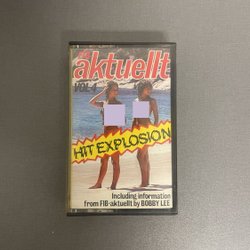 aktuellt
VOL 4
HIT EXPLOSION
Including information
from FIB-aktuellt by BOBBY LEE